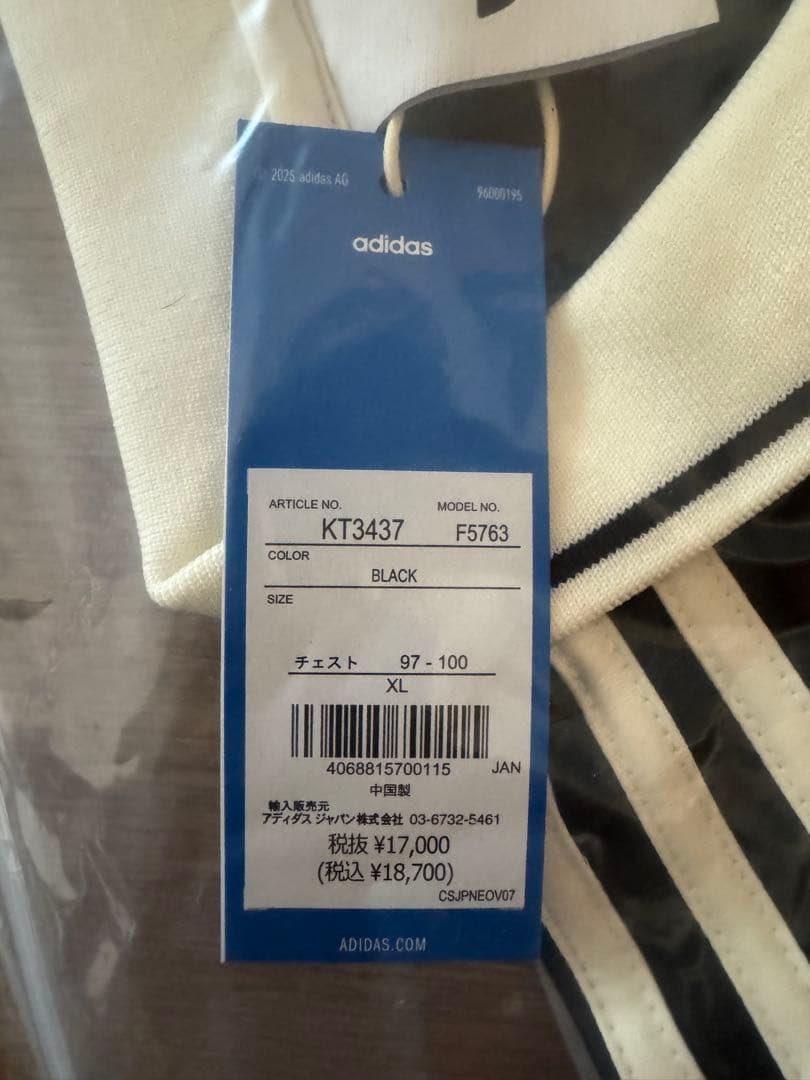 © 2025 adidas AG
96000195
adidas
ARTICLE NO. MODEL NO.
KT3437 F5763
COLOR
BLACK
SIZE
チェスト 97 - 100
XL
4068815700115 JAN
中国製
輸入販売元
アディダス ジャパン株式会社 03-6732-5461
税抜 ¥17,000
(税込 ¥18,700)
CSJPNEOV07
ADIDAS.COM